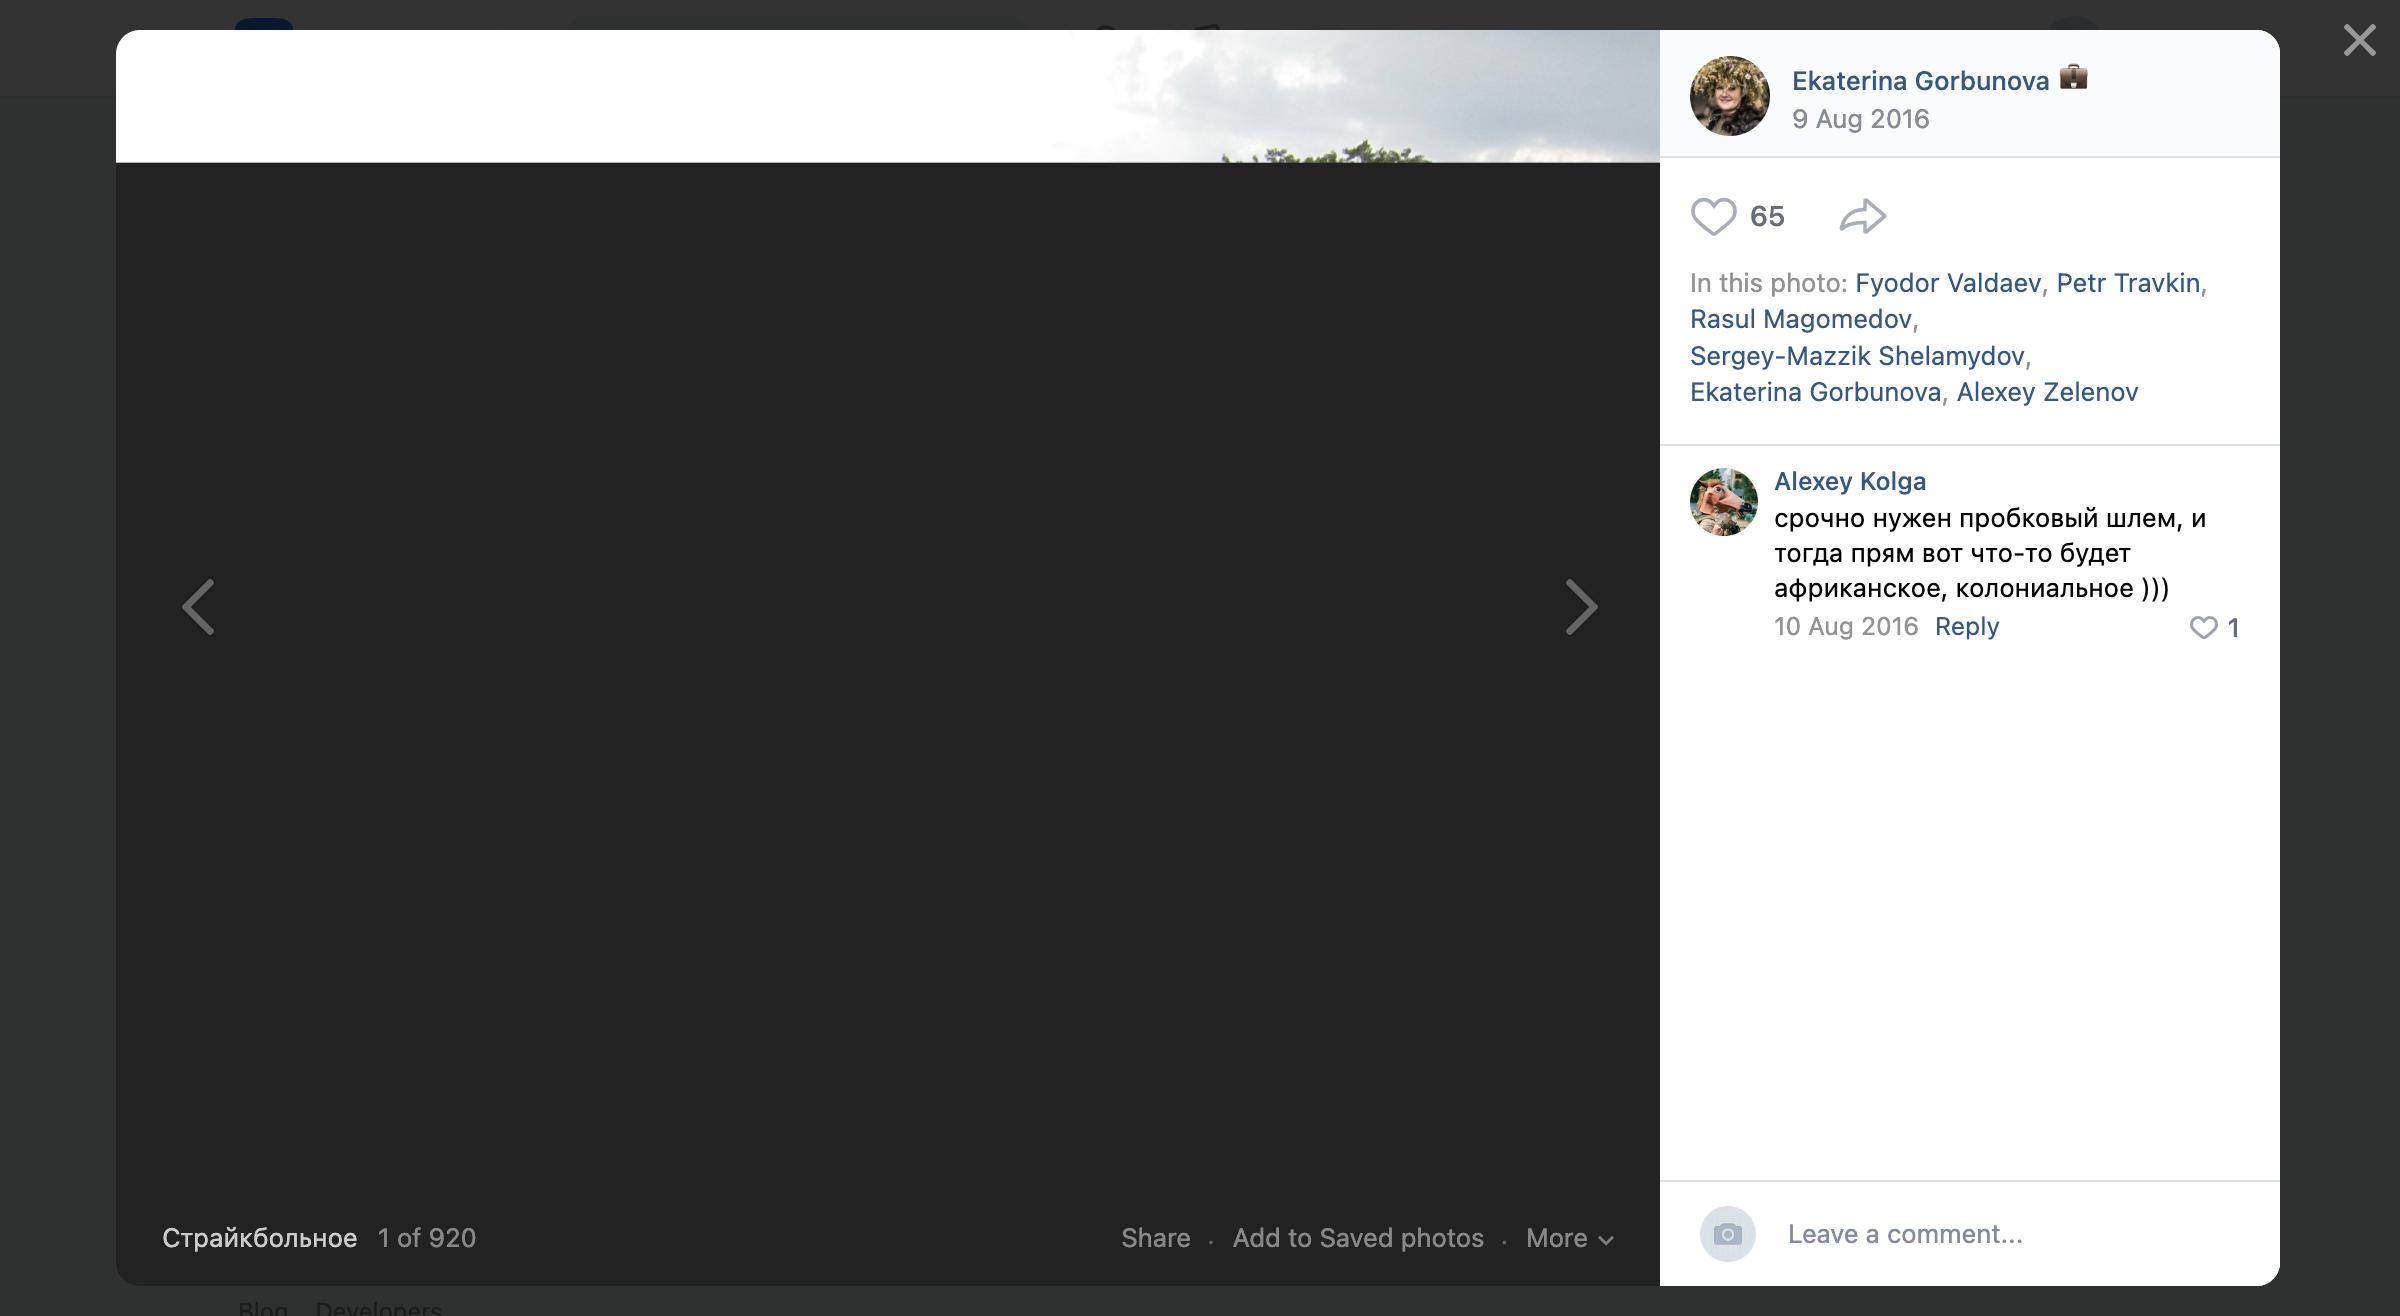 Ekaterina Gorbunova
9 Aug 2016
65
In this photo: Fyodor Valdaev, Petr Travkin,
Rasul Magomedov,
Sergey-Mazzik Shelamydov,
Ekaterina Gorbunova, Alexey Zelenov
Alexey Kolga
срочно нужен пробковый шлем, и
тогда прям вот что-то будет
африканское, колониальное )))
10 Aug 2016 Reply
1
Страйкбольное 1 of 920
Share · Add to Saved photos · More
Leave a comment...
Blog Developers